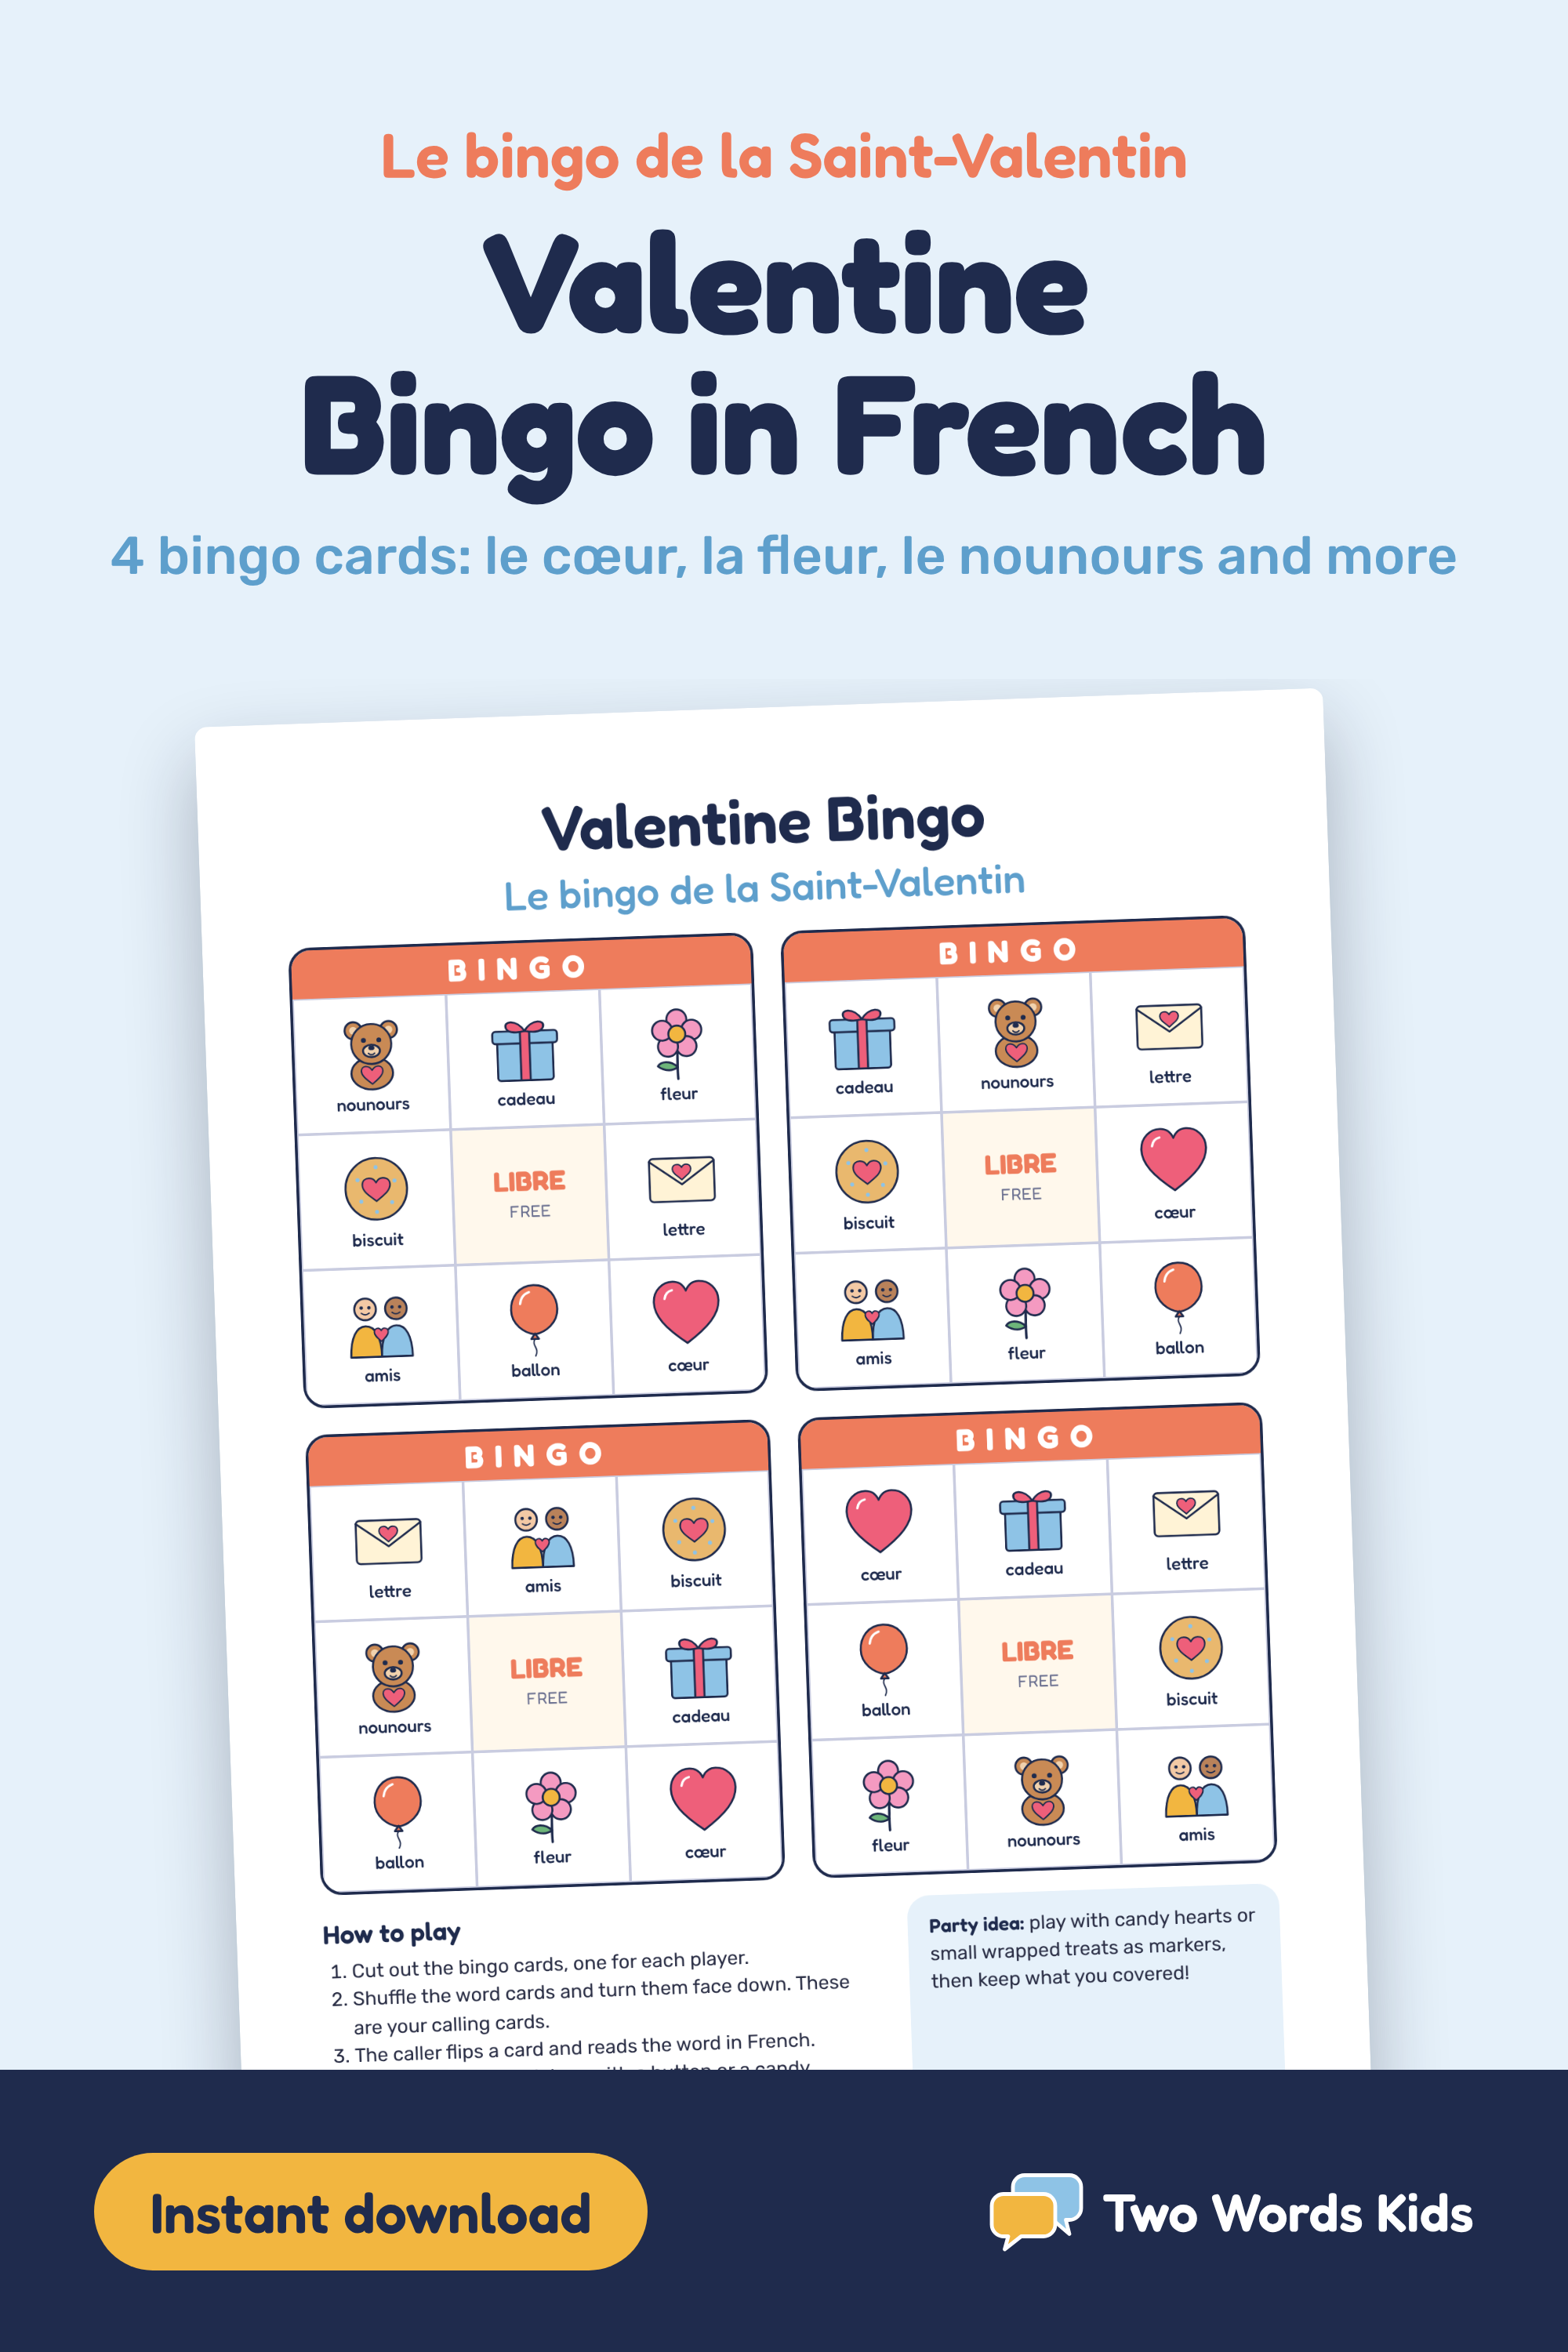 Le bingo de la Saint-Valentin
Valentine
Bingo in French
4 bingo cards: le cœur, la fleur, le nounours and more
Valentine Bingo
Le bingo de la Saint-Valentin
BINGO
nounours cadeau fleur
biscuit LIBRE FREE lettre
amis ballon cœur
BINGO
cadeau nounours lettre
biscuit LIBRE FREE cœur
amis fleur ballon
BINGO
lettre amis biscuit
nounours LIBRE FREE cadeau
ballon fleur cœur
BINGO
cœur cadeau lettre
ballon LIBRE FREE biscuit
fleur nounours amis
How to play
1. Cut out the bingo cards, one for each player.
2. Shuffle the word cards and turn them face down. These
are your calling cards.
3. The caller flips a card and reads the word in French.
with a button or a candy
Party idea: play with candy hearts or
small wrapped treats as markers,
then keep what you covered!
Instant download
Two Words Kids